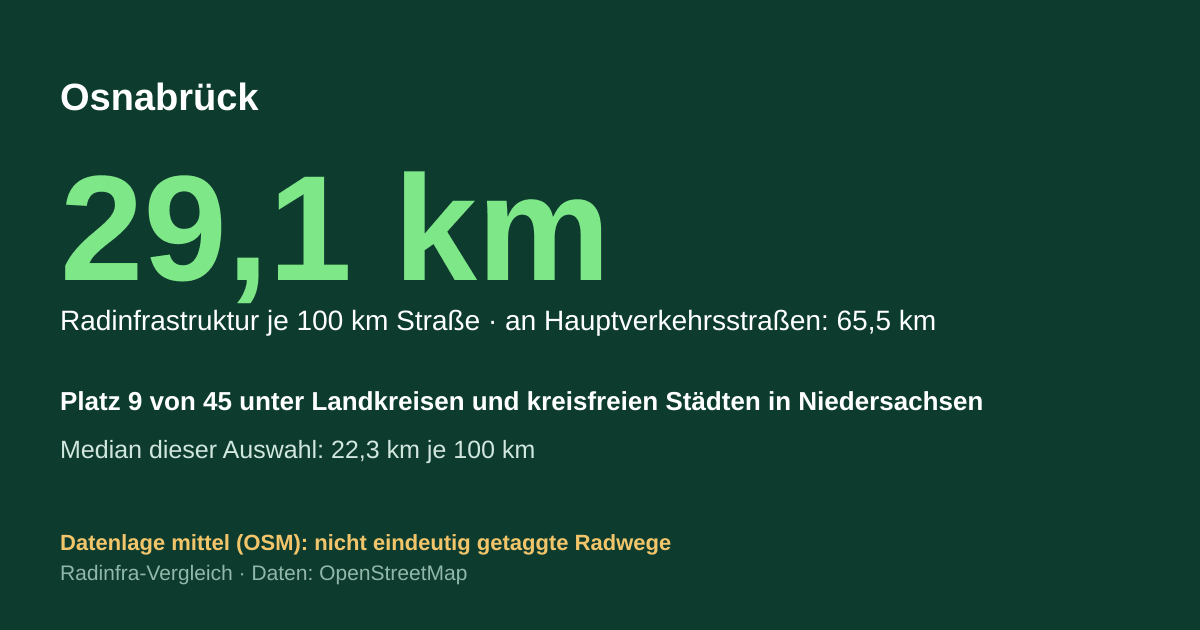 Osnabrück
29,1 km
Radinfrastruktur je 100 km Straße · an Hauptverkehrsstraßen: 65,5 km
Platz 9 von 45 unter Landkreisen und kreisfreien Städten in Niedersachsen
Median dieser Auswahl: 22,3 km je 100 km
Datenlage mittel (OSM): nicht eindeutig getaggte Radwege
Radinfra-Vergleich · Daten: OpenStreetMap